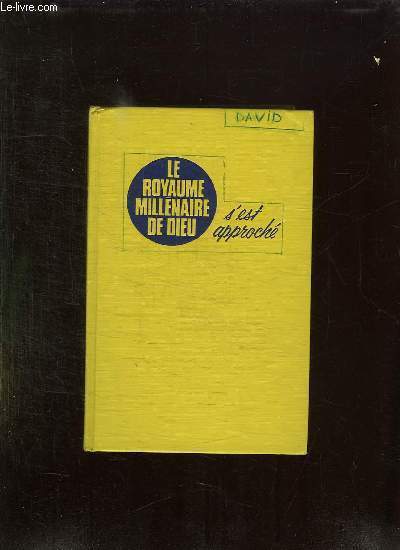 Le-livre.com
DAVID
LE
ROYAUME
MILLENAIRE
DE DIEU
s'est
approché